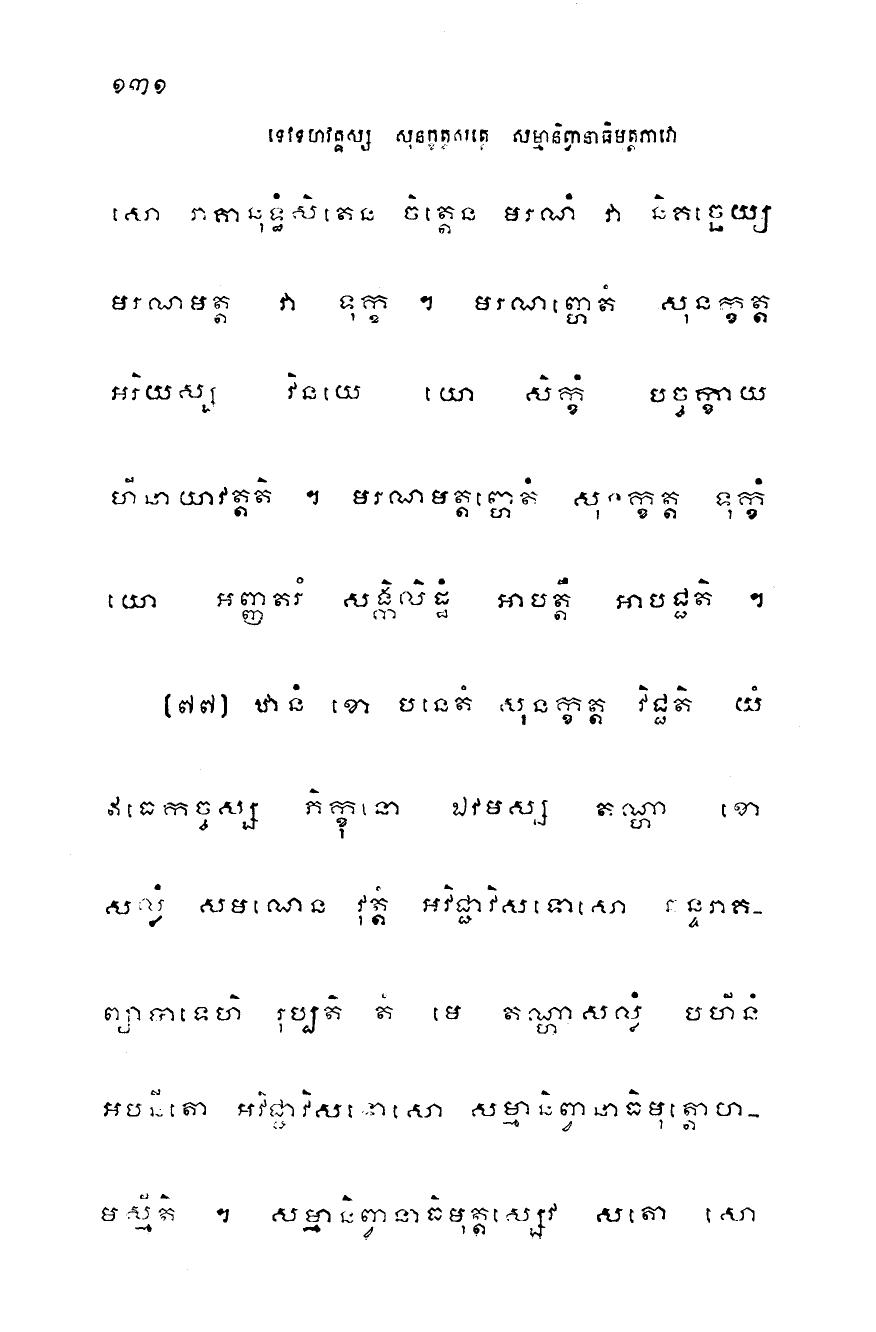 ១៣១
ទេវទហវគ្គស្ស សុនក្ខត្តសុត្តេ សម្មានិព្វានាធិមុត្តភាវោ
សោ រាគានុទ្ធំសិតេន ចិត្តេន មរណំ វា និគច្ឆេយ្យ
មរណមត្តំ វា ទុក្ខំ ។ មរណញ្ហេតំ សុនក្ខត្ត
អរិយស្ស វិនយេ យោ សិក្ខំ បច្ចក្ខាយ
ហីនាយាវត្តតិ ។ មរណមត្តញ្ហេតំ សុនក្ខត្ត ទុក្ខំ
យោ អញ្ញតរំ សង្កិលិដ្ឋំ អាបត្តឹ អាបជ្ជតិ ។
(៧៧) ឋានំ ខោ បនេតំ សុនក្ខត្ត វិជ្ជតិ យំ
ឥធេកច្ចស្ស ភិក្ខុនោ ឯវមស្ស តណ្ហា ខោ
សល្លំ សមណេន វុត្តំ អវិជ្ជាវិសទោសោ ឆន្ទរាគ-
ព្យាបាទេហិ រុប្បតិ តំ មេ តណ្ហាសល្លំ បហីនំ
អបនីតោ អវិជ្ជាវិសទោសោ សម្មានិព្វានាធិមុត្តោហ-
មស្មីតិ ។ សម្មានិព្វានាធិមុត្តស្សេវ សតោ សោ